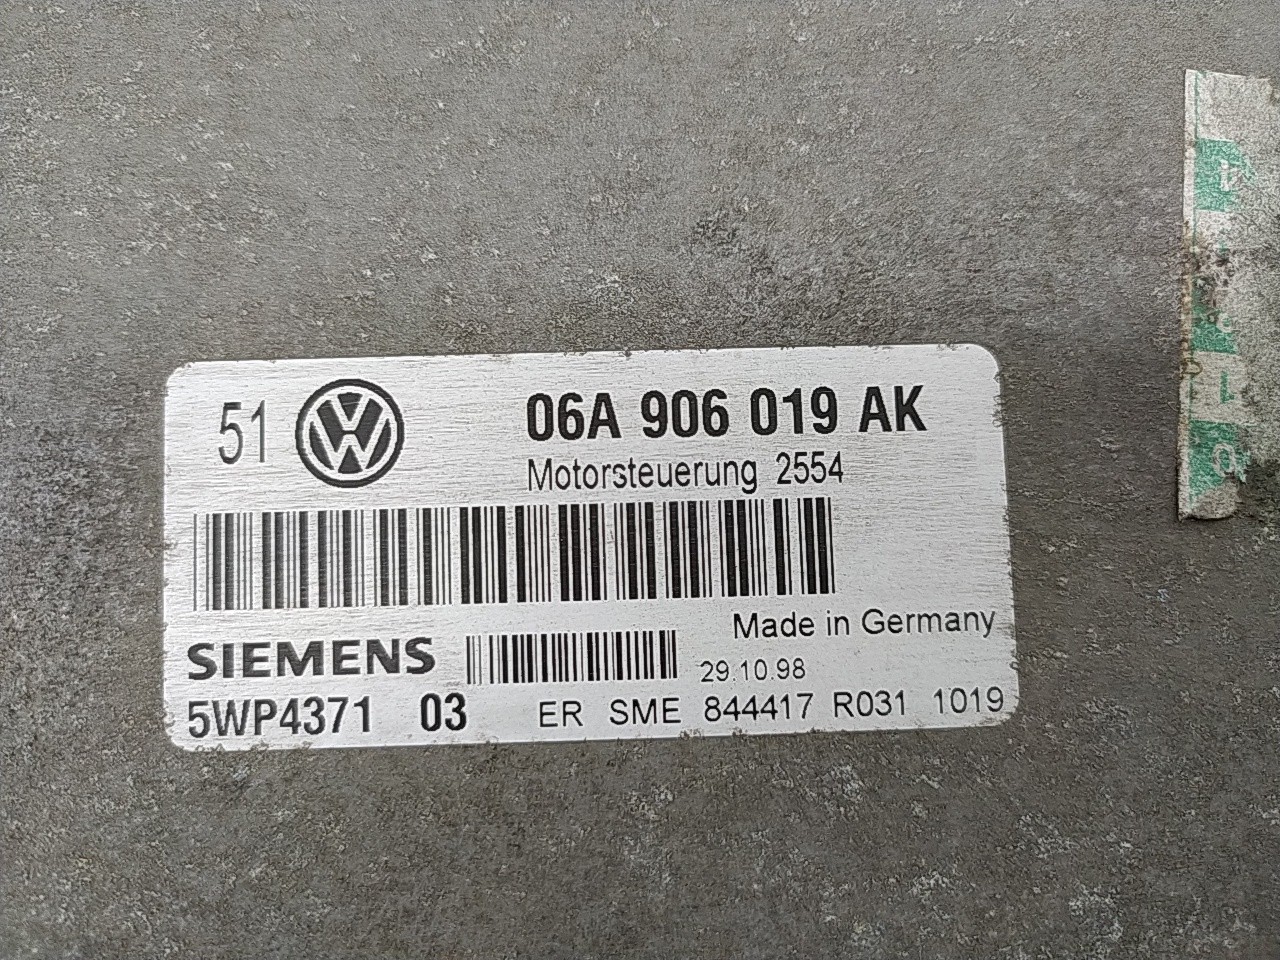 51 06A 906 019 AK
Motorsteuerung 2554
Made in Germany
SIEMENS 29.10.98
5WP4371 03 ER SME 844417 R031 1019